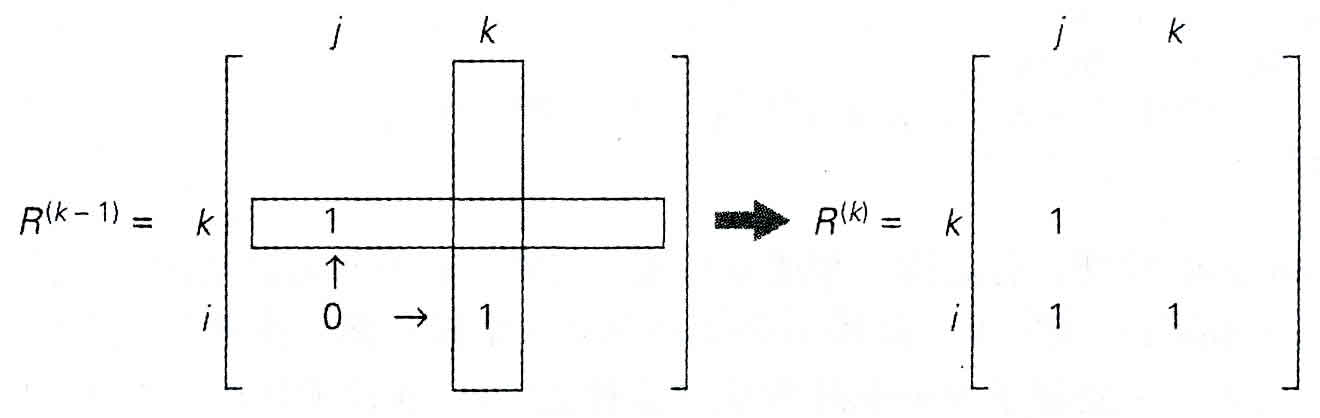 j k j k
R(k − 1) = k 1 R(k) = k 1
↑
i 0 → 1 i 1 1